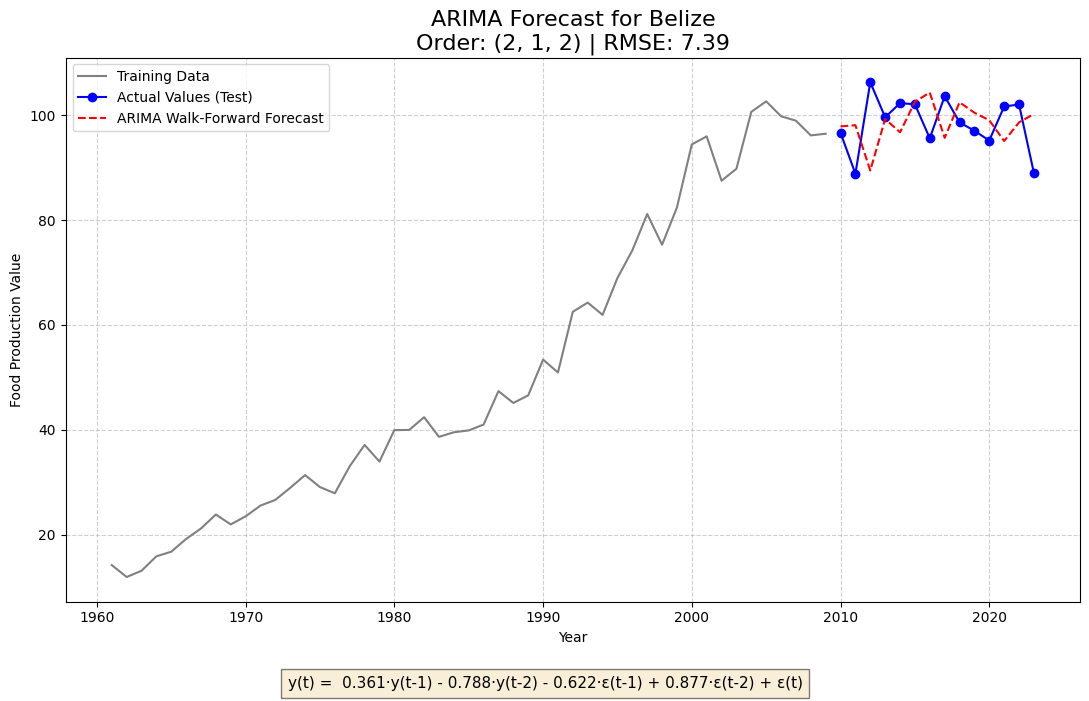 ARIMA Forecast for Belize
Order: (2, 1, 2) | RMSE: 7.39
Training Data
Actual Values (Test)
ARIMA Walk-Forward Forecast
Food Production Value
100
80
60
40
20
1960 1970 1980 1990 2000 2010 2020
Year
y(t) =  0.361·y(t-1) - 0.788·y(t-2) - 0.622·ε(t-1) + 0.877·ε(t-2) + ε(t)